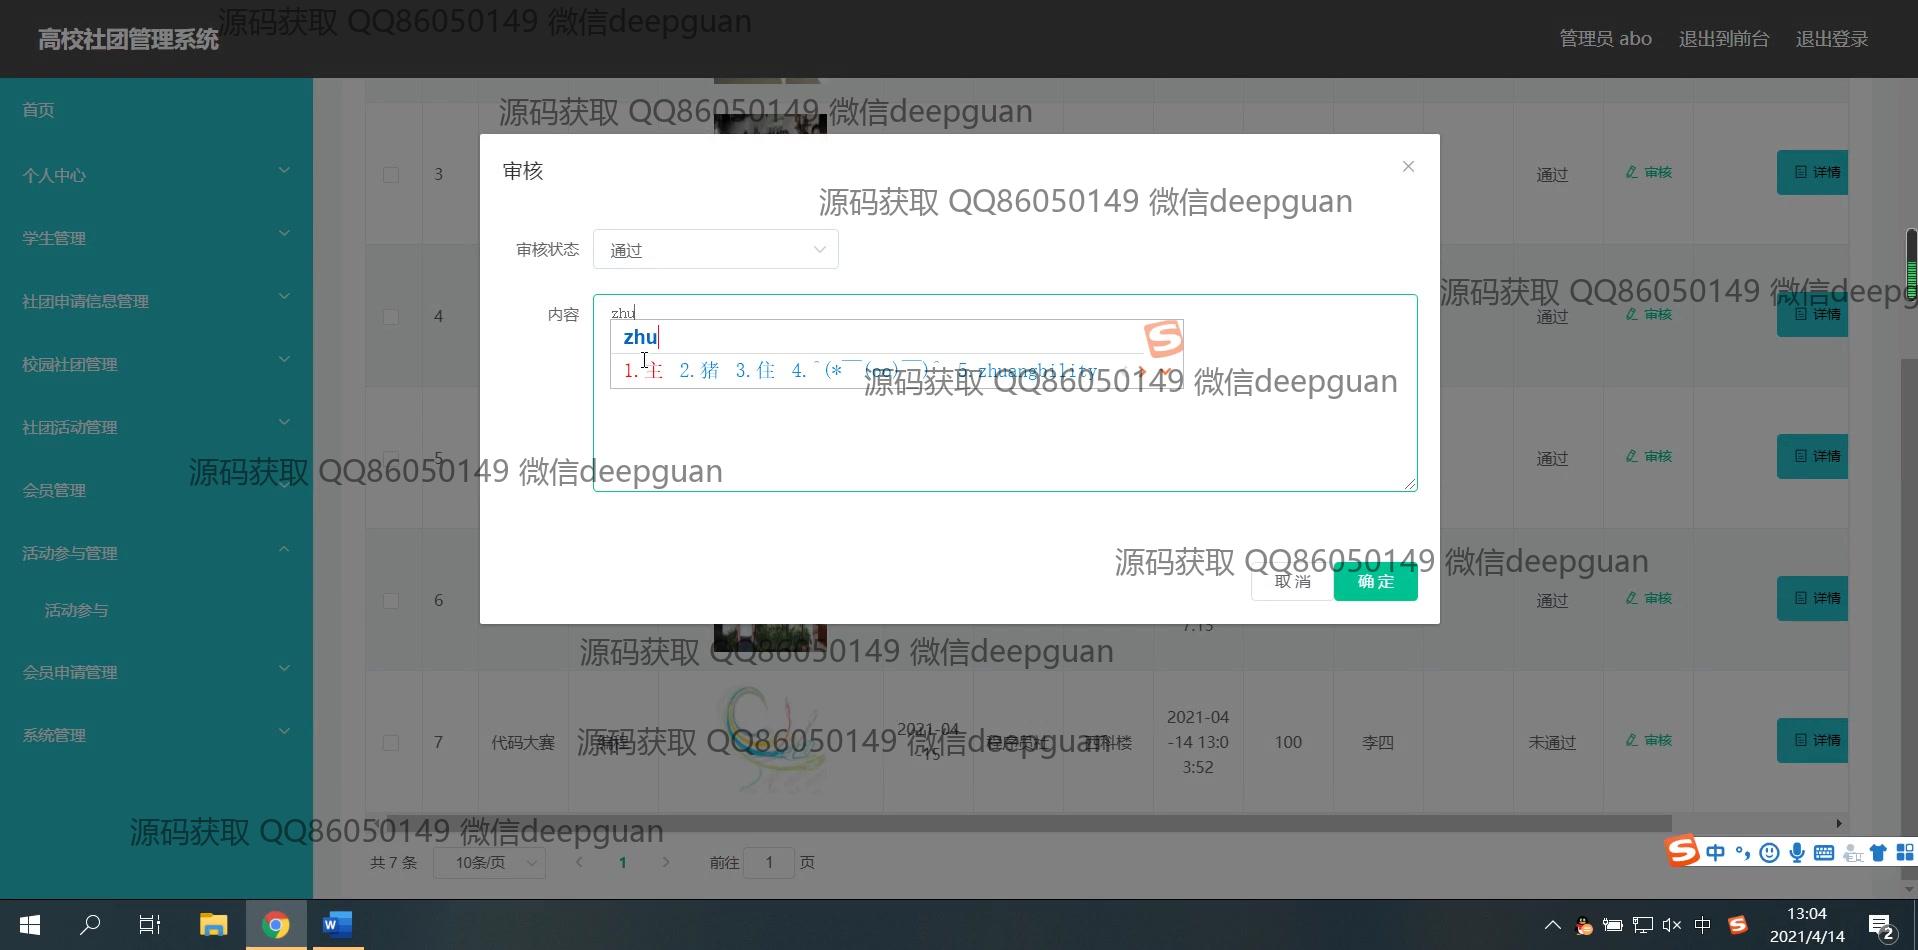 源码获取 QQ86050149 微信deepguan
高校社团管理系统
管理员 abo 退出到前台 退出登录
首页
个人中心
学生管理
社团申请信息管理
校园社团管理
社团活动管理
会员管理
活动参与管理
活动参与
会员申请管理
系统管理
源码获取 QQ86050149 微信deepguan
审核
源码获取 QQ86050149 微信deepguan
审核状态 通过
内容 zhu
zhu
1.主 2.猪 3.住 4. 5.zhuangbility
源码获取 QQ86050149 微信deepguan
源码获取 QQ86050149 微信deepguan
源码获取 QQ86050149 微信deepg
源码获取 QQ86050149 微信deepguan
取消 确定
3 通过 审核 详情
4 通过 审核 详情
5 通过 审核 详情
6 通过 审核 详情
7.15
源码获取 QQ86050149 微信deepguan
7 代码大赛 编程 2021-04-15 程序员社 西科楼 2021-04-14 13:03:52 100 李四 未通过 审核 详情
源码获取 QQ86050149 微信deepguan
源码获取 QQ86050149 微信deepguan
共 7 条 10条/页 1 前往 1 页
中
中 13:04
2021/4/14
2